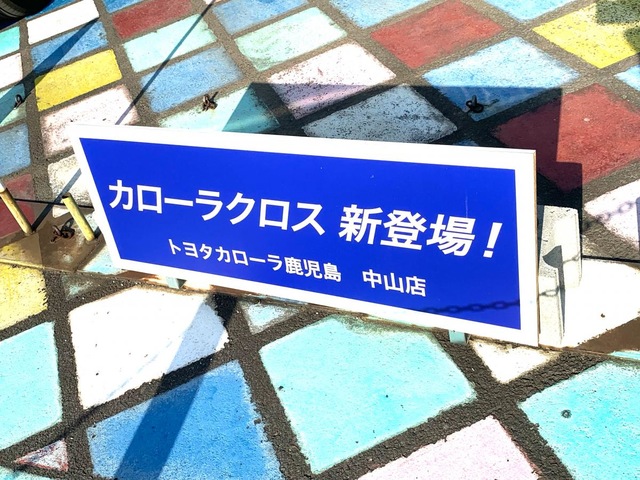 カローラクロス 新登場！
トヨタカローラ鹿児島 中山店